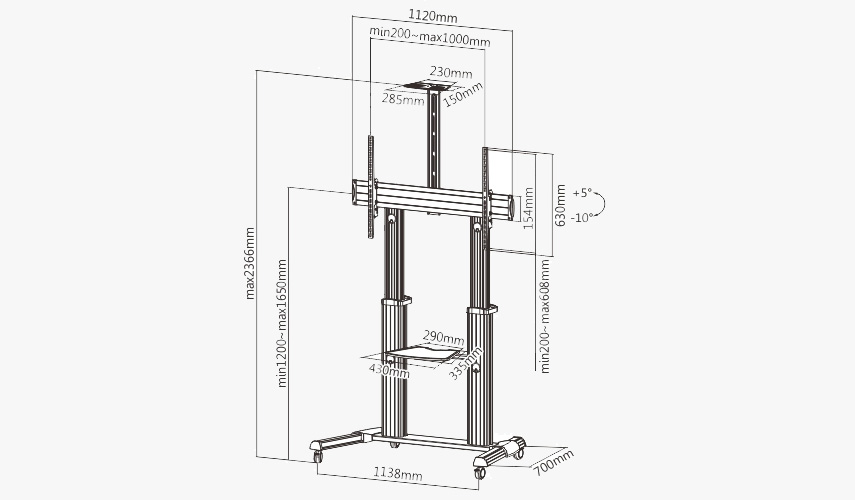 1120mm
min200~max1000mm
230mm
285mm
150mm
154mm
630mm
+5°
-10°
max2366mm
min1200~max1650mm
min200~max608mm
290mm
430mm
335mm
1138mm
700mm